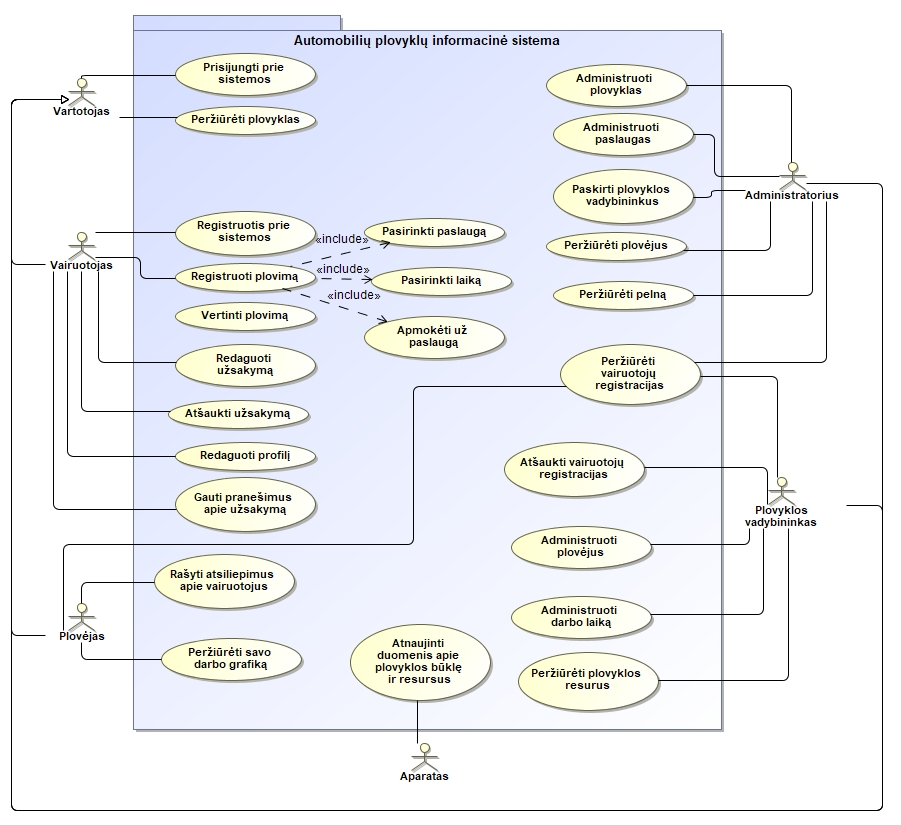 Automobilių plovyklų informacinė sistema
Prisijungti prie
sistemos
Vartotojas
Peržiūrėti plovyklas
Administruoti
plovyklas
Administruoti
paslaugas
Administratorius
Paskirti plovyklos
vadybininkus
Peržiūrėti plovėjus
Peržiūrėti pelną
Vairuotojas
Registruotis prie
sistemos
Registruoti plovimą
«include»
Pasirinkti paslaugą
«include»
Pasirinkti laiką
«include»
Apmokėti už
paslaugą
Vertinti plovimą
Redaguoti
užsakymą
Atšaukti užsakymą
Redaguoti profilį
Gauti pranešimus
apie užsakymą
Peržiūrėti
vairuotojų
registracijas
Atšaukti vairuotojų
registracijas
Plovyklos
vadybininkas
Administruoti
plovėjus
Administruoti
darbo laiką
Peržiūrėti plovyklos
resurus
Rašyti atsiliepimus
apie vairuotojus
Plovėjas
Peržiūrėti savo
darbo grafiką
Atnaujinti
duomenis apie
plovyklos būklę
ir resursus
Aparatas